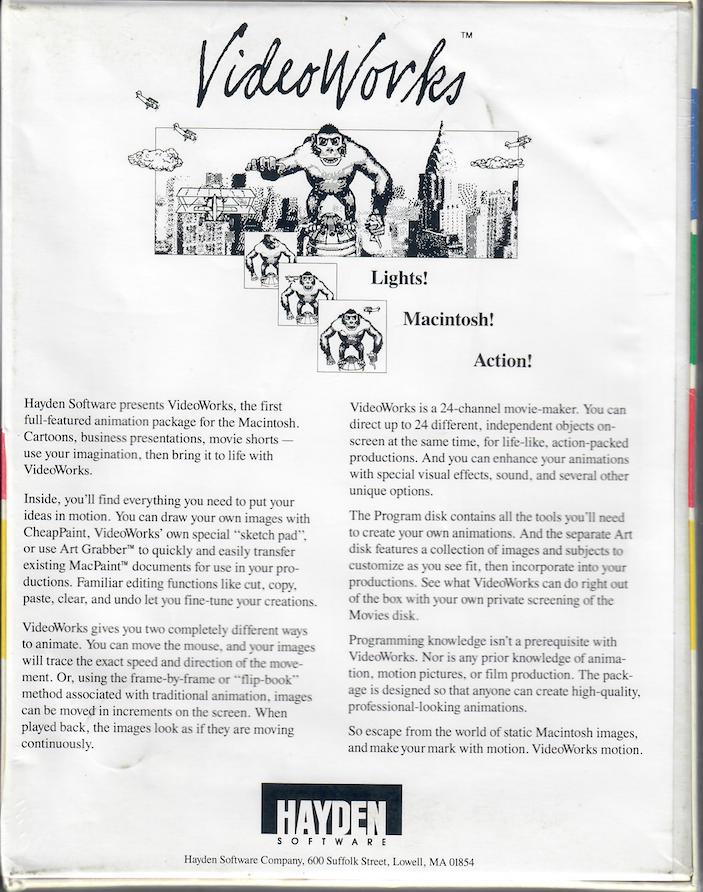 VideoWorks™
Lights!
Macintosh!
Action!
Hayden Software presents VideoWorks, the first
full-featured animation package for the Macintosh.
Cartoons, business presentations, movie shorts —
use your imagination, then bring it to life with
VideoWorks.
Inside, you'll find everything you need to put your
ideas in motion. You can draw your own images with
CheapPaint, VideoWorks' own special "sketch pad",
or use Art Grabber™ to quickly and easily transfer
existing MacPaint™ documents for use in your pro-
ductions. Familiar editing functions like cut, copy,
paste, clear, and undo let you fine-tune your creations.
VideoWorks gives you two completely different ways
to animate. You can move the mouse, and your images
will trace the exact speed and direction of the move-
ment. Or, using the frame-by-frame or "flip-book"
method associated with traditional animation, images
can be moved in increments on the screen. When
played back, the images look as if they are moving
continuously.
VideoWorks is a 24-channel movie-maker. You can
direct up to 24 different, independent objects on-
screen at the same time, for life-like, action-packed
productions. And you can enhance your animations
with special visual effects, sound, and several other
unique options.
The Program disk contains all the tools you'll need
to create your own animations. And the separate Art
disk features a collection of images and subjects to
customize as you see fit, then incorporate into your
productions. See what VideoWorks can do right out
of the box with your own private screening of the
Movies disk.
Programming knowledge isn't a prerequisite with
VideoWorks. Nor is any prior knowledge of anima-
tion, motion pictures, or film production. The pack-
age is designed so that anyone can create high-quality,
professional-looking animations.
So escape from the world of static Macintosh images,
and make your mark with motion. VideoWorks motion.
HAYDEN
SOFTWARE
Hayden Software Company, 600 Suffolk Street, Lowell, MA 01854